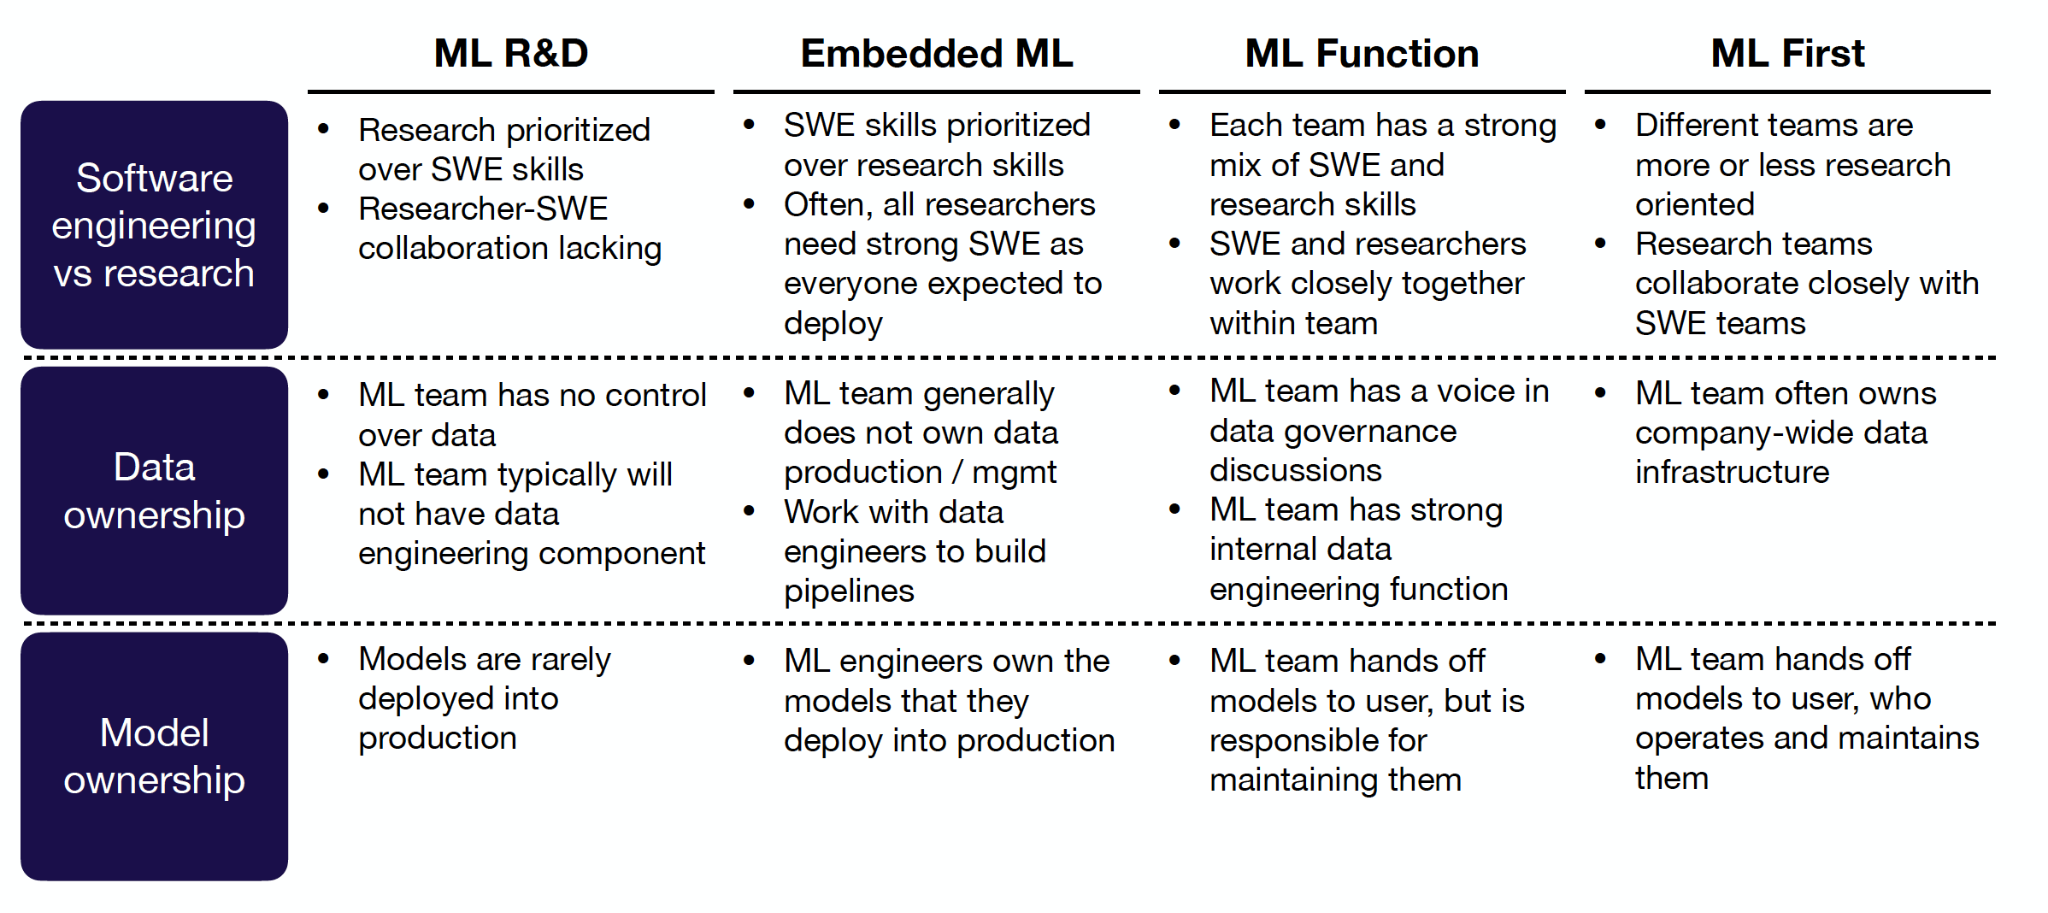 ML R&D
Embedded ML
ML Function
ML First
Software
engineering
vs research
• Research prioritized
over SWE skills
• Researcher-SWE
collaboration lacking
• SWE skills prioritized
over research skills
• Often, all researchers
need strong SWE as
everyone expected to
deploy
• Each team has a strong
mix of SWE and
research skills
• SWE and researchers
work closely together
within team
• Different teams are
more or less research
oriented
• Research teams
collaborate closely with
SWE teams
Data
ownership
• ML team has no control
over data
• ML team typically will
not have data
engineering component
• ML team generally
does not own data
production / mgmt
• Work with data
engineers to build
pipelines
• ML team has a voice in
data governance
discussions
• ML team has strong
internal data
engineering function
• ML team often owns
company-wide data
infrastructure
Model
ownership
• Models are rarely
deployed into
production
• ML engineers own the
models that they
deploy into production
• ML team hands off
models to user, but is
responsible for
maintaining them
• ML team hands off
models to user, who
operates and maintains
them